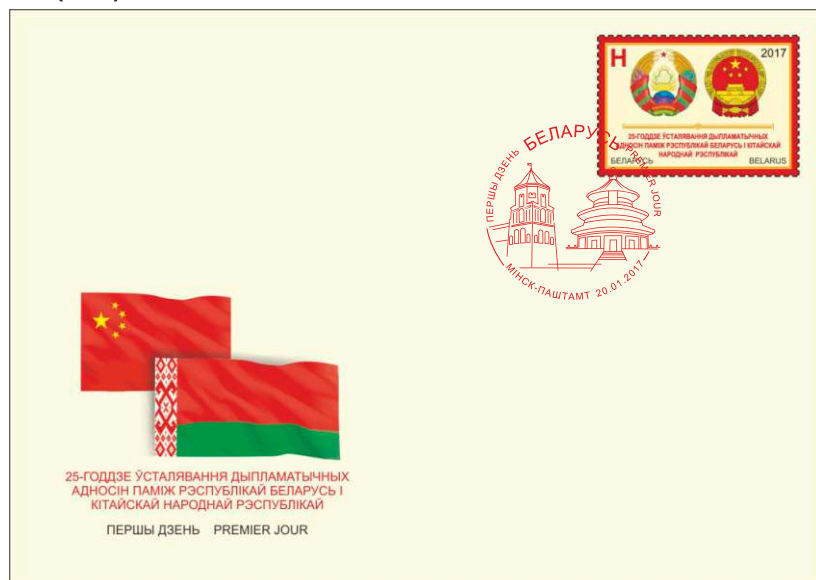 Н
2017
25-ГОДДЗЕ ЎСТАЛЯВАННЯ ДЫПЛАМАТЫЧНЫХ
АДНОСІН ПАМІЖ РЭСПУБЛІКАЙ БЕЛАРУСЬ І КІТАЙСКАЙ
НАРОДНАЙ РЭСПУБЛІКАЙ
БЕЛАРУСЬ
BELARUS
ПЕРШЫ ДЗЕНЬ БЕЛАРУСЬ PREMIER JOUR
МІНСК-ПАШТАМТ 20.01.2017
25-ГОДДЗЕ ЎСТАЛЯВАННЯ ДЫПЛАМАТЫЧНЫХ
АДНОСІН ПАМІЖ РЭСПУБЛІКАЙ БЕЛАРУСЬ І
КІТАЙСКАЙ НАРОДНАЙ РЭСПУБЛІКАЙ
ПЕРШЫ ДЗЕНЬ PREMIER JOUR